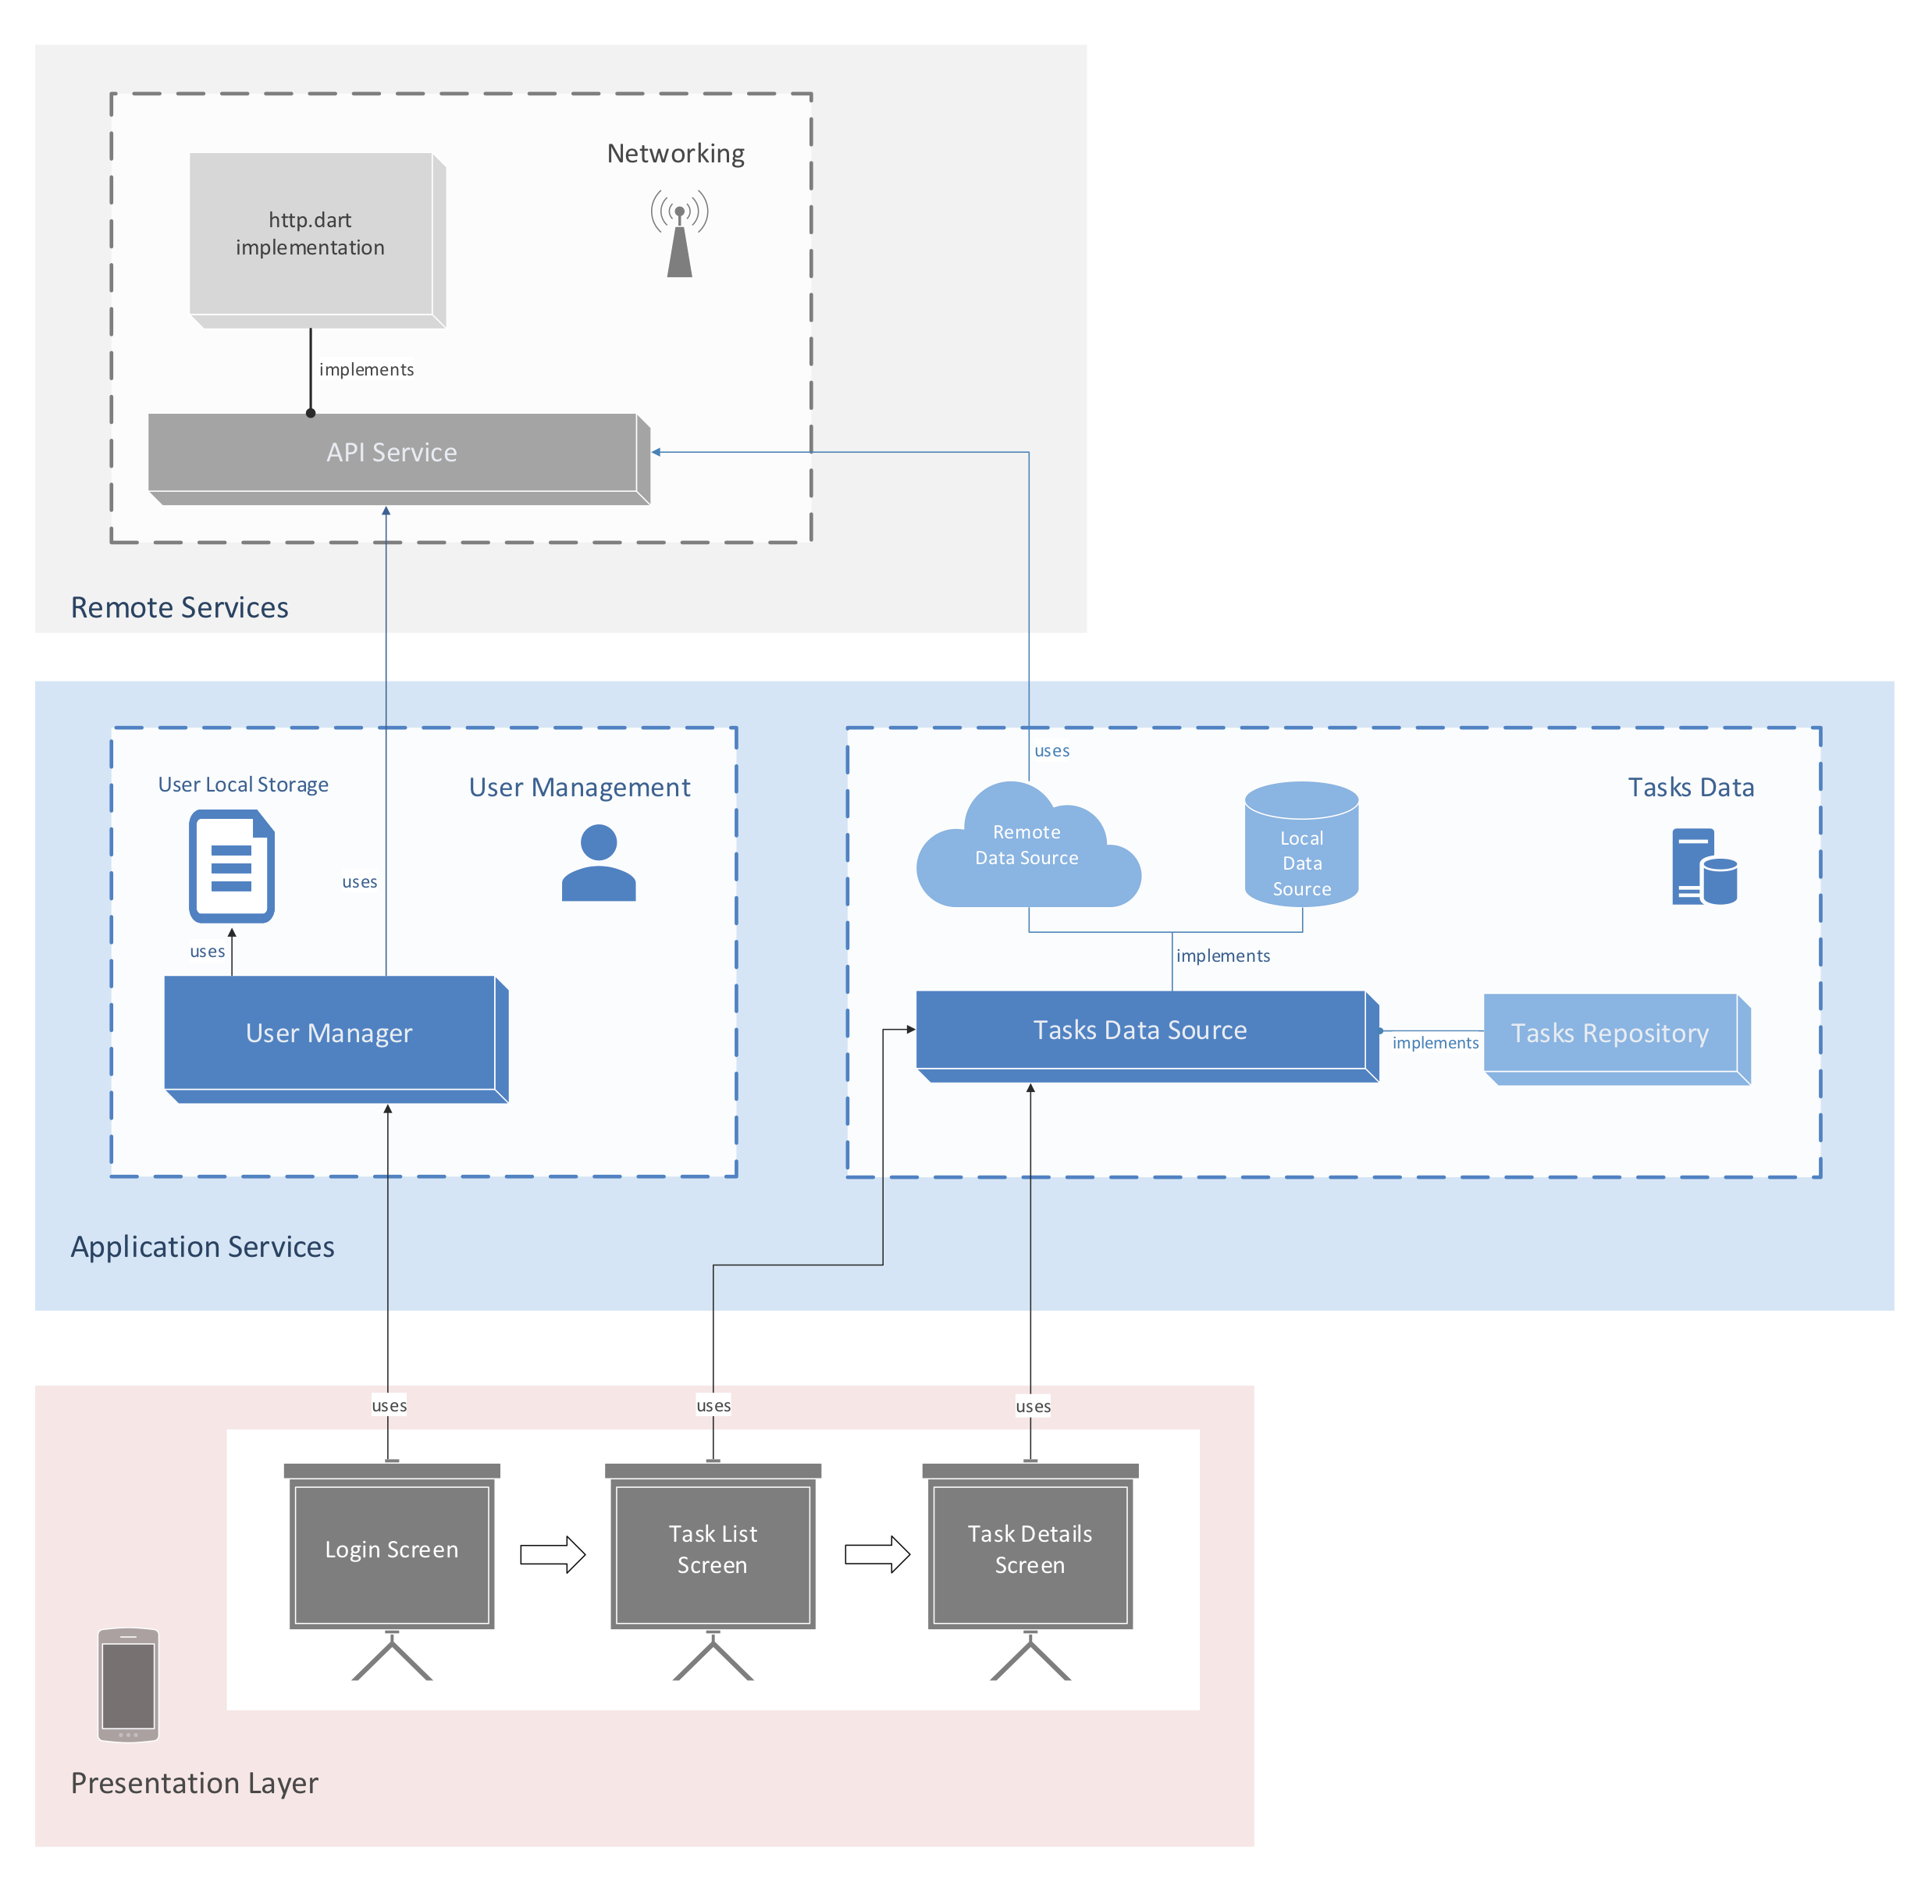 Networking
http.dart
implementation
implements
API Service
Remote Services
uses
User Local Storage
User Management
Tasks Data
Remote
Data Source
Local
Data
Source
uses
uses
implements
User Manager
Tasks Data Source
Tasks Repository
implements
Application Services
uses
uses
uses
Login Screen
Task List
Screen
Task Details
Screen
Presentation Layer